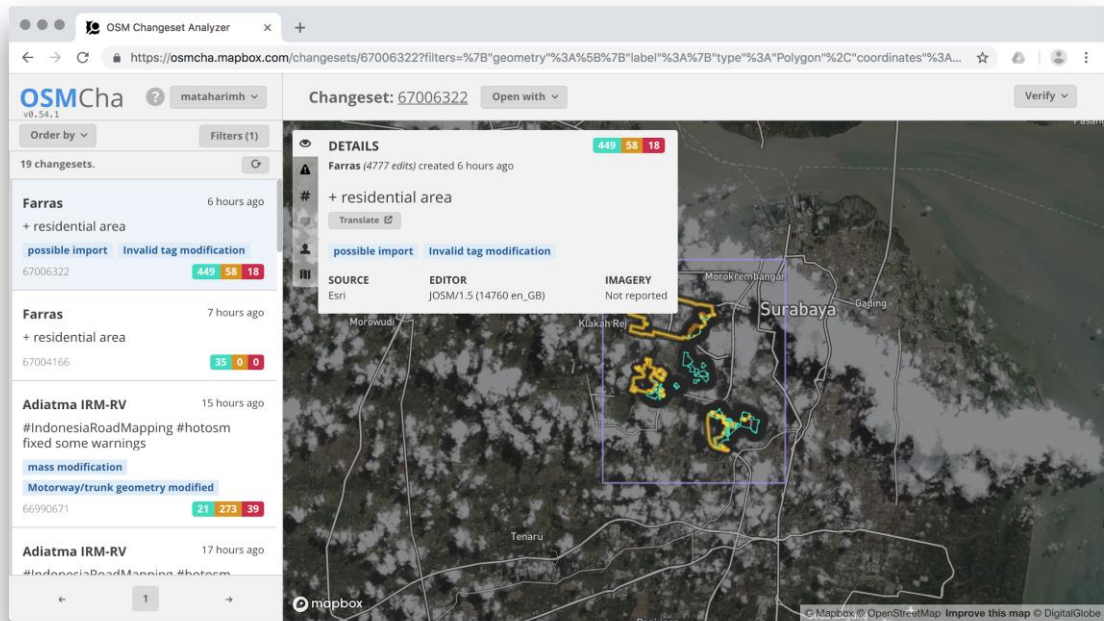 OSM Changeset Analyzer
https://osmcha.mapbox.com/changesets/67006322?filters=%7B"geometry"%3A%5B%7B"label"%3A%7B"type"%3A"Polygon"%2C"coordinates"%3A...
OSMCha
v0.54.1
mataharimh
Changeset: 67006322
Open with
Verify
Order by
Filters (1)
19 changesets.
Farras
6 hours ago
+ residential area
possible import Invalid tag modification
67006322
449 58 18
Farras
7 hours ago
+ residential area
67004166
35 0 0
Adiatma IRM-RV
15 hours ago
#IndonesiaRoadMapping #hotosm
fixed some warnings
mass modification
Motorway/trunk geometry modified
66990671
21 273 39
Adiatma IRM-RV
17 hours ago
#IndonesiaRoadMapping #hotosm
1
DETAILS
449 58 18
Farras (4777 edits) created 6 hours ago
+ residential area
Translate
possible import Invalid tag modification
SOURCE EDITOR IMAGERY
Esri JOSM/1.5 (14760 en_GB) Not reported
Morokrembangan
Surabaya
Gading
Klakah Rej
Morowudi
Tenaru
mapbox
© Mapbox © OpenStreetMap Improve this map © DigitalGlobe